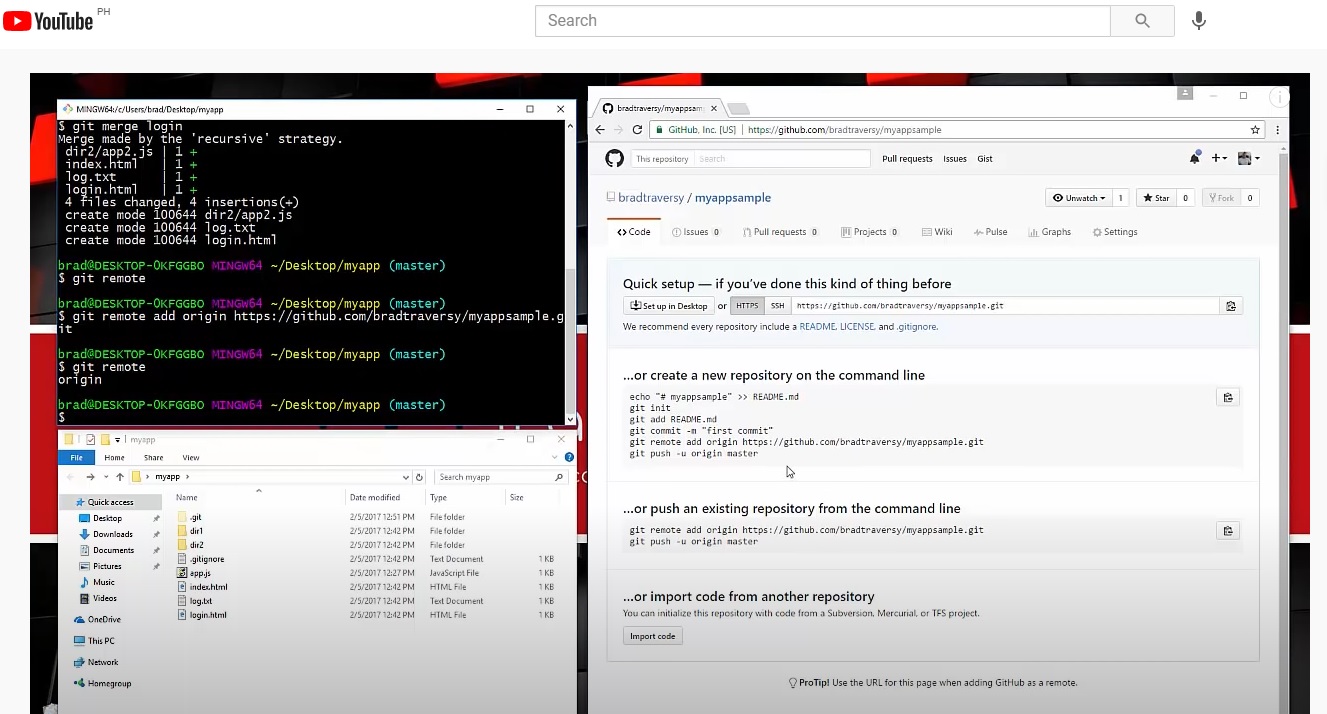 YouTube PH
Search
MINGW64:/c/Users/brad/Desktop/myapp
$ git merge login
Merge made by the 'recursive' strategy.
dir2/app2.js | 1 +
index.html | 1 +
log.txt | 1 +
login.html | 1 +
4 files changed, 4 insertions(+)
create mode 100644 dir2/app2.js
create mode 100644 log.txt
create mode 100644 login.html
brad@DESKTOP-0KFGGBO MINGW64 ~/Desktop/myapp (master)
$ git remote
brad@DESKTOP-0KFGGBO MINGW64 ~/Desktop/myapp (master)
$ git remote add origin https://github.com/bradtraversy/myappsample.g
it
brad@DESKTOP-0KFGGBO MINGW64 ~/Desktop/myapp (master)
$ git remote
origin
brad@DESKTOP-0KFGGBO MINGW64 ~/Desktop/myapp (master)
$
myapp
File Home Share View
myapp
Search myapp
Name Date modified Type Size
Quick access
Desktop
Downloads
Documents
Pictures
Music
Videos
OneDrive
This PC
Network
Homegroup
.git 2/5/2017 12:51 PM File folder
dir1 2/5/2017 12:42 PM File folder
dir2 2/5/2017 12:42 PM File folder
.gitignore 2/5/2017 12:42 PM Text Document 1 KB
app.js 2/5/2017 12:27 PM JavaScript File 1 KB
index.html 2/5/2017 12:42 PM HTML File 1 KB
log.txt 2/5/2017 12:42 PM Text Document 1 KB
login.html 2/5/2017 12:42 PM HTML File 1 KB
bradtraversy/myappsam
GitHub, Inc. [US] | https://github.com/bradtraversy/myappsample
This repository Search Pull requests Issues Gist
bradtraversy / myappsample
Unwatch 1 Star 0 Fork 0
Code Issues 0 Pull requests 0 Projects 0 Wiki Pulse Graphs Settings
Quick setup — if you've done this kind of thing before
Set up in Desktop or HTTPS SSH https://github.com/bradtraversy/myappsample.git
We recommend every repository include a README, LICENSE, and .gitignore.
...or create a new repository on the command line
echo "# myappsample" >> README.md
git init
git add README.md
git commit -m "first commit"
git remote add origin https://github.com/bradtraversy/myappsample.git
git push -u origin master
...or push an existing repository from the command line
git remote add origin https://github.com/bradtraversy/myappsample.git
git push -u origin master
...or import code from another repository
You can initialize this repository with code from a Subversion, Mercurial, or TFS project.
Import code
ProTip! Use the URL for this page when adding GitHub as a remote.